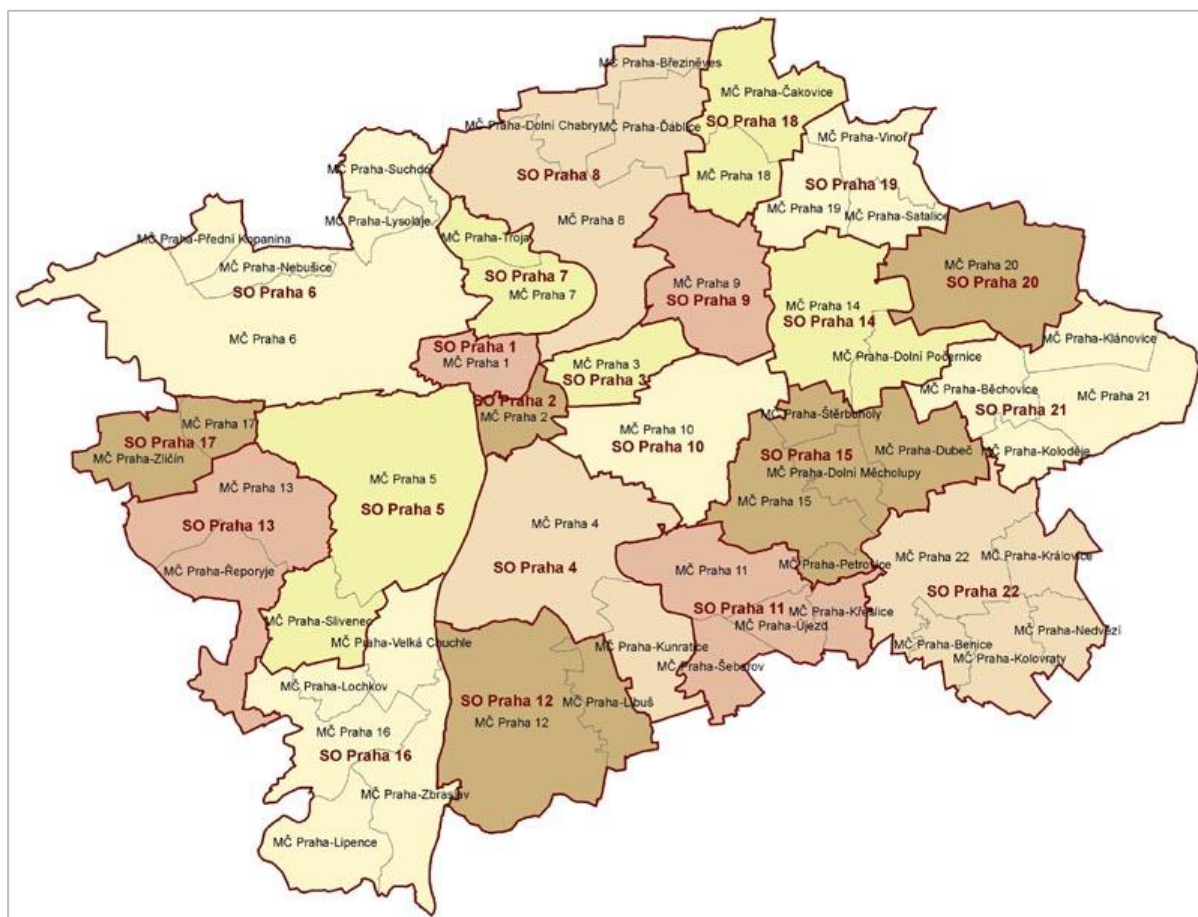 MČ Praha-Březiněves
MČ Praha-Čakovice
SO Praha 18
MČ Praha-Dolní Chabry
MČ Praha-Ďáblice
MČ Praha-Vinoř
MČ Praha-Suchdol
SO Praha 8
MČ Praha 18
SO Praha 19
MČ Praha 19
MČ Praha-Satalice
MČ Praha-Lysolaje
MČ Praha 8
MČ Praha-Přední Kopanina
MČ Praha-Troja
MČ Praha-Nebušice
SO Praha 6
SO Praha 7
MČ Praha 7
MČ Praha 9
SO Praha 9
MČ Praha 20
SO Praha 20
MČ Praha 14
SO Praha 14
MČ Praha 6
SO Praha 1
MČ Praha 1
MČ Praha 3
SO Praha 3
MČ Praha-Dolní Počernice
MČ Praha-Klánovice
MČ Praha-Běchovice
MČ Praha 21
SO Praha 21
SO Praha 2
MČ Praha 2
MČ Praha-Štěrboholy
MČ Praha 17
SO Praha 17
MČ Praha-Zličín
MČ Praha 10
SO Praha 10
SO Praha 15
MČ Praha-Dubeč
MČ Praha-Koloděje
MČ Praha-Dolní Měcholupy
MČ Praha 15
MČ Praha 13
SO Praha 13
MČ Praha 5
SO Praha 5
MČ Praha 4
SO Praha 4
MČ Praha-Řeporyje
MČ Praha 11
SO Praha 11
MČ Praha-Petrovice
MČ Praha 22
MČ Praha-Královice
SO Praha 22
MČ Praha-Křeslice
MČ Praha-Újezd
MČ Praha-Slivenec
MČ Praha-Velká Chuchle
MČ Praha-Kunratice
MČ Praha-Šeberov
MČ Praha-Nedvězí
MČ Praha-Benice
MČ Praha-Kolovraty
MČ Praha-Lochkov
SO Praha 12
MČ Praha-Libuš
MČ Praha 12
MČ Praha 16
SO Praha 16
MČ Praha-Zbraslav
MČ Praha-Lipence